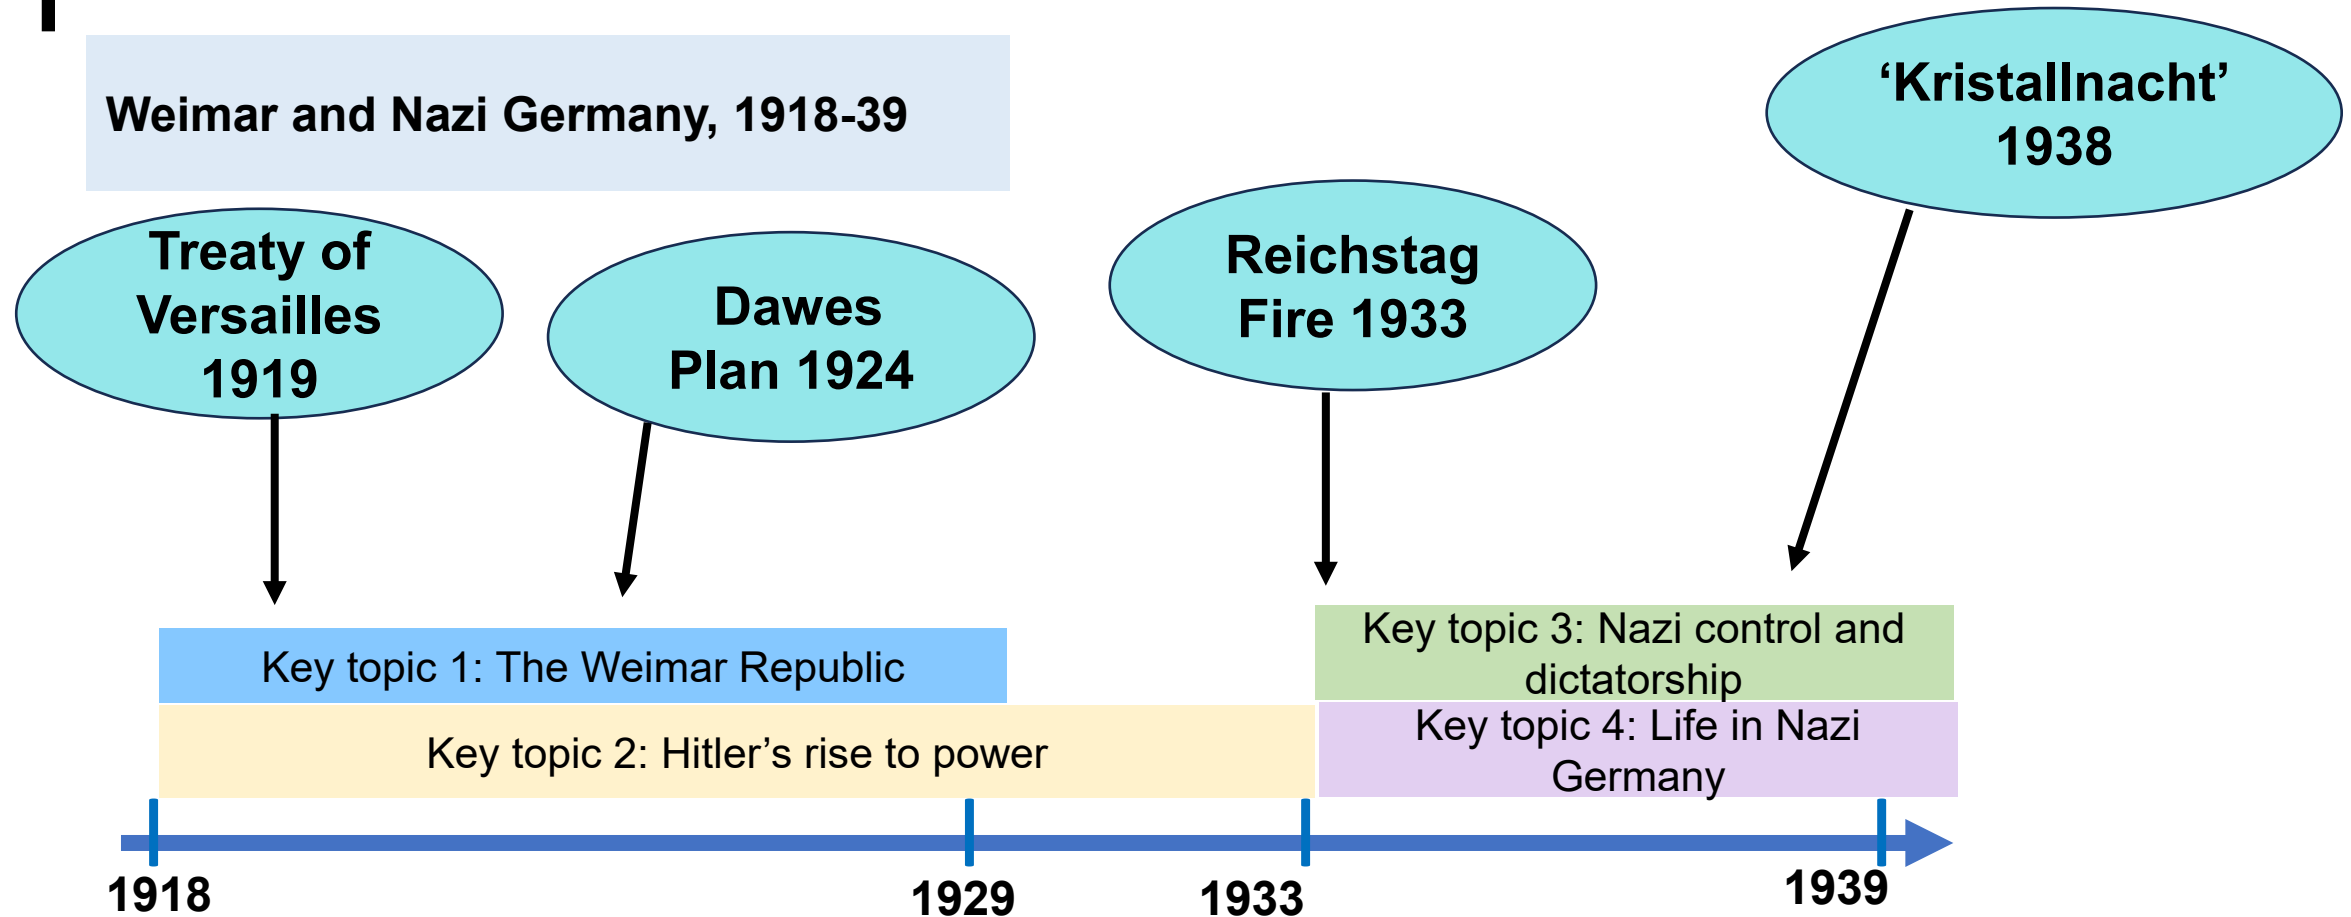 Weimar and Nazi Germany, 1918-39
‘Kristallnacht’
1938
Treaty of
Versailles
1919
Dawes
Plan 1924
Reichstag
Fire 1933
Key topic 1: The Weimar Republic
Key topic 2: Hitler’s rise to power
Key topic 3: Nazi control and
dictatorship
Key topic 4: Life in Nazi
Germany
1918
1929
1933
1939